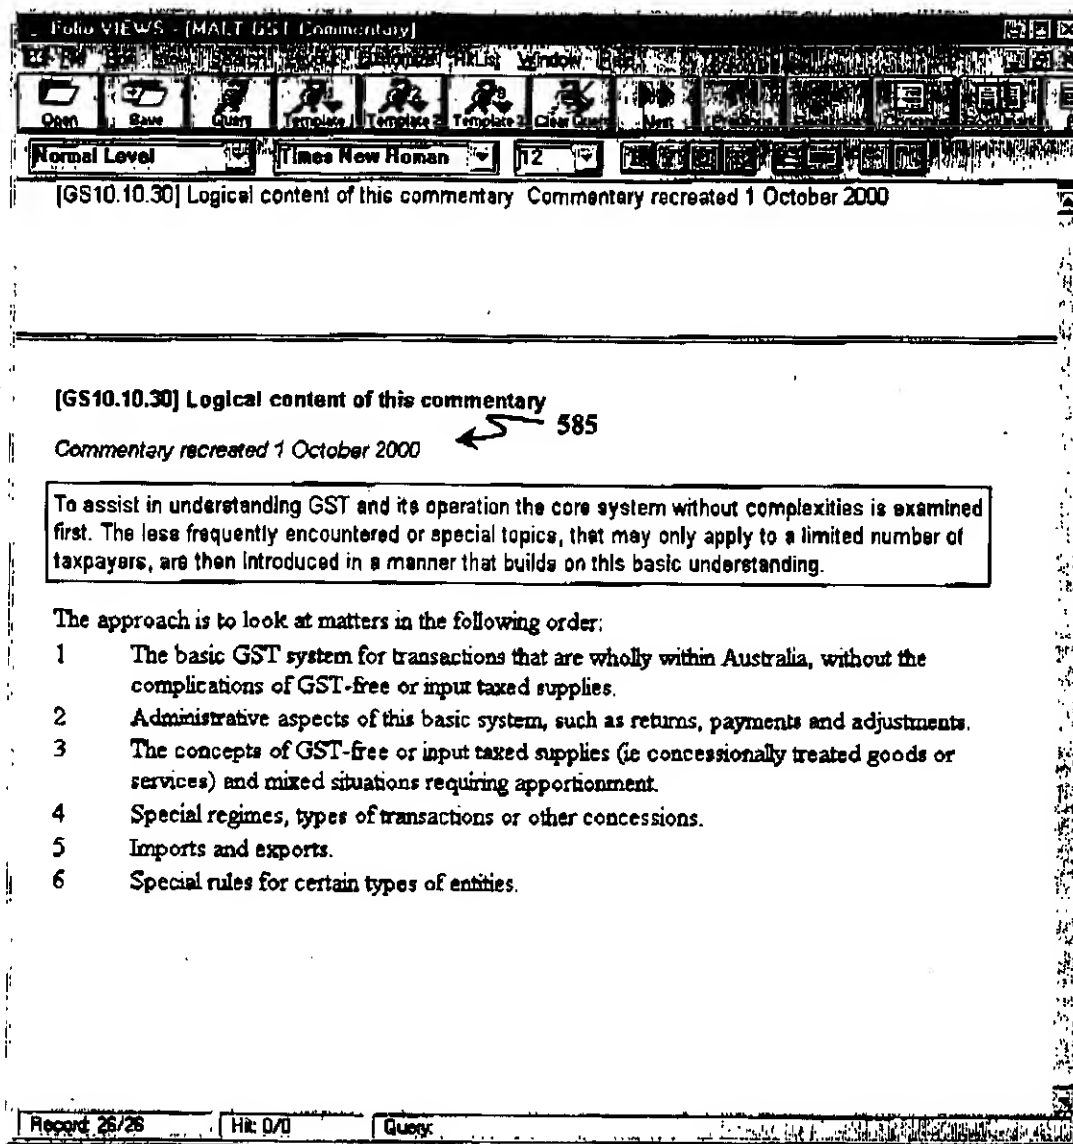 Folio VIEWS - [MALT GST Commentary]
HitList Window
Open Save Query Template 1 Template 2 Template 3 Clear Query Next
Normal Level Times New Roman 12
[GS10.10.30] Logical content of this commentary Commentary recreated 1 October 2000
[GS10.10.30] Logical content of this commentary
585
Commentary recreated 1 October 2000
To assist in understanding GST and its operation the core system without complexities is examined
first. The less frequently encountered or special topics, that may only apply to a limited number of
taxpayers, are then introduced in a manner that builds on this basic understanding.
The approach is to look at matters in the following order:
1 The basic GST system for transactions that are wholly within Australia, without the
complications of GST-free or input taxed supplies.
2 Administrative aspects of this basic system, such as returns, payments and adjustments.
3 The concepts of GST-free or input taxed supplies (ie concessionally treated goods or
services) and mixed situations requiring apportionment.
4 Special regimes, types of transactions or other concessions.
5 Imports and exports.
6 Special rules for certain types of entities.
Record: 26/26 Hit: 0/0 Query: